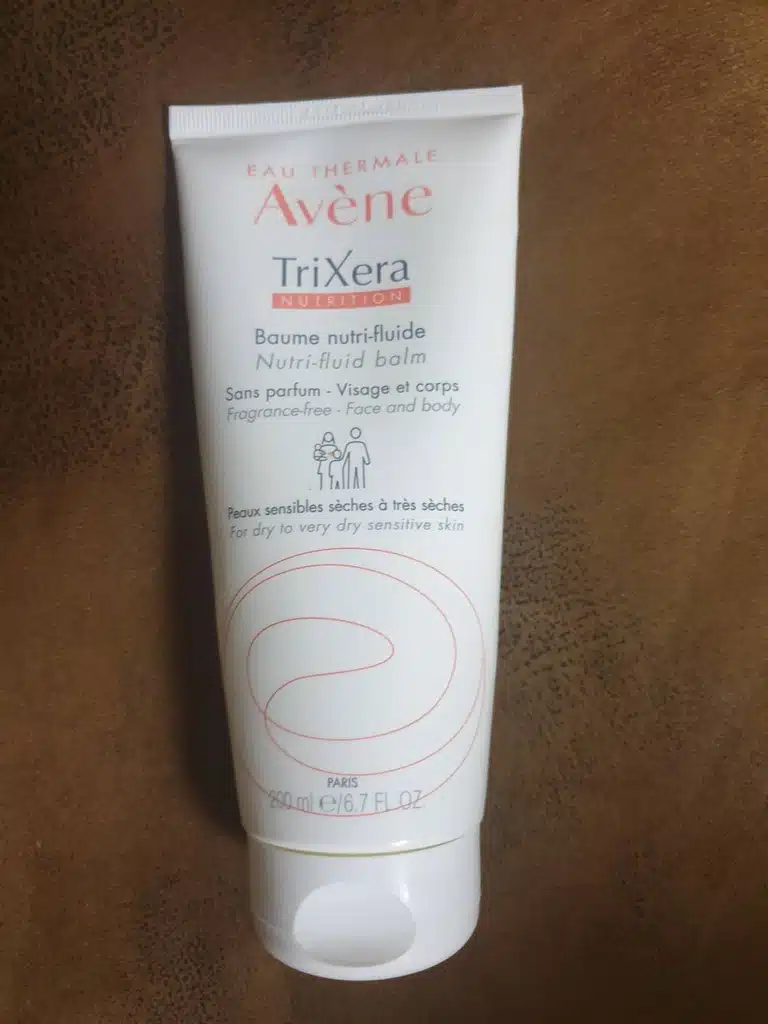 EAU THERMALE
Avène
TriXera
NUTRITION
Baume nutri-fluide
Nutri-fluid balm
Sans parfum - Visage et corps
Fragrance-free - Face and body
Peaux sensibles sèches à très sèches
For dry to very dry sensitive skin
PARIS
200 ml ℮/6.7 FL OZ